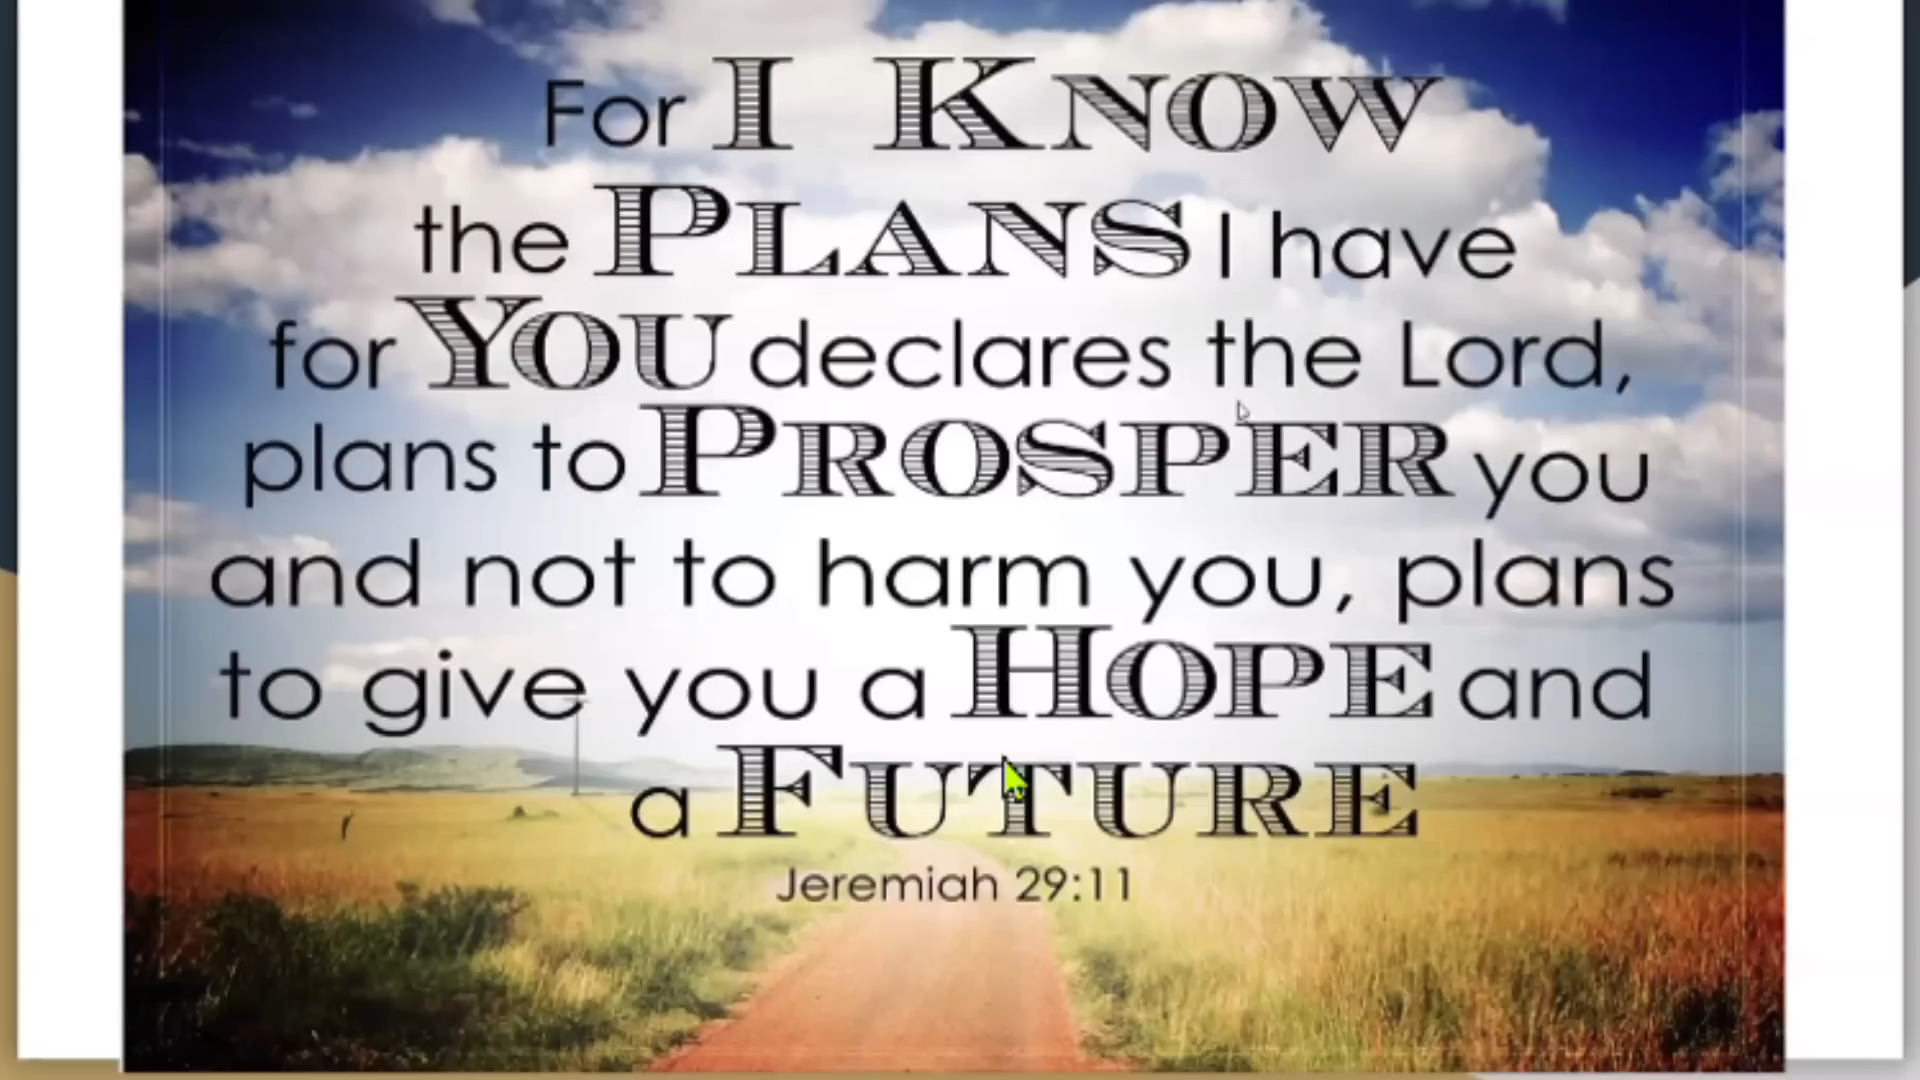 For I KNOW
the PLANS I have
for YOU declares the Lord,
plans to PROSPER you
and not to harm you, plans
to give you a HOPE and
a FUTURE
Jeremiah 29:11